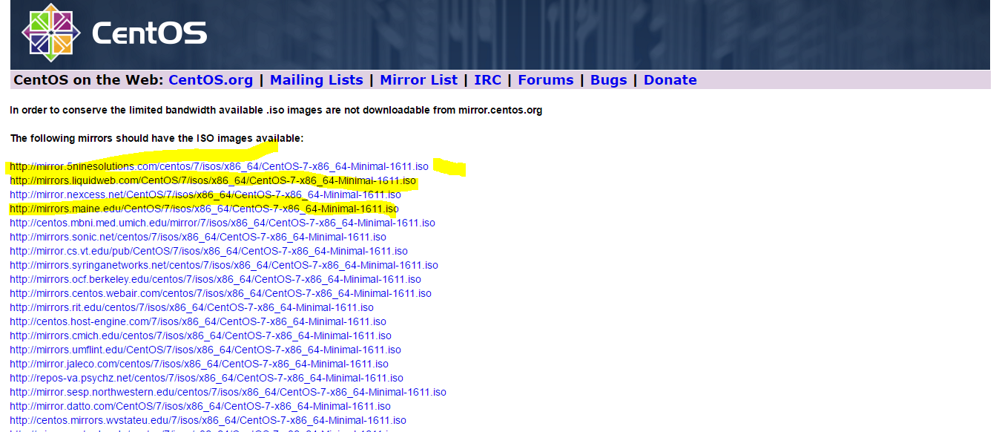 CentOS
CentOS on the Web: CentOS.org | Mailing Lists | Mirror List | IRC | Forums | Bugs | Donate
In order to conserve the limited bandwidth available .iso images are not downloadable from mirror.centos.org
The following mirrors should have the ISO images available:
http://mirror.5ninesolutions.com/centos/7/isos/x86_64/CentOS-7-x86_64-Minimal-1611.iso
http://mirrors.liquidweb.com/CentOS/7/isos/x86_64/CentOS-7-x86_64-Minimal-1611.iso
http://mirror.nexcess.net/CentOS/7/isos/x86_64/CentOS-7-x86_64-Minimal-1611.iso
http://mirrors.maine.edu/CentOS/7/isos/x86_64/CentOS-7-x86_64-Minimal-1611.iso
http://centos.mbni.med.umich.edu/mirror/7/isos/x86_64/CentOS-7-x86_64-Minimal-1611.iso
http://mirrors.sonic.net/centos/7/isos/x86_64/CentOS-7-x86_64-Minimal-1611.iso
http://mirror.cs.vt.edu/pub/CentOS/7/isos/x86_64/CentOS-7-x86_64-Minimal-1611.iso
http://mirrors.syringanetworks.net/centos/7/isos/x86_64/CentOS-7-x86_64-Minimal-1611.iso
http://mirrors.ocf.berkeley.edu/centos/7/isos/x86_64/CentOS-7-x86_64-Minimal-1611.iso
http://mirrors.centos.webair.com/centos/7/isos/x86_64/CentOS-7-x86_64-Minimal-1611.iso
http://mirrors.rit.edu/centos/7/isos/x86_64/CentOS-7-x86_64-Minimal-1611.iso
http://centos.host-engine.com/7/isos/x86_64/CentOS-7-x86_64-Minimal-1611.iso
http://mirrors.cmich.edu/centos/7/isos/x86_64/CentOS-7-x86_64-Minimal-1611.iso
http://mirrors.umflint.edu/CentOS/7/isos/x86_64/CentOS-7-x86_64-Minimal-1611.iso
http://mirror.jaleco.com/centos/7/isos/x86_64/CentOS-7-x86_64-Minimal-1611.iso
http://repos-va.psychz.net/centos/7/isos/x86_64/CentOS-7-x86_64-Minimal-1611.iso
http://mirror.sesp.northwestern.edu/centos/7/isos/x86_64/CentOS-7-x86_64-Minimal-1611.iso
http://mirror.datto.com/CentOS/7/isos/x86_64/CentOS-7-x86_64-Minimal-1611.iso
http://centos.mirrors.wvstateu.edu/7/isos/x86_64/CentOS-7-x86_64-Minimal-1611.iso